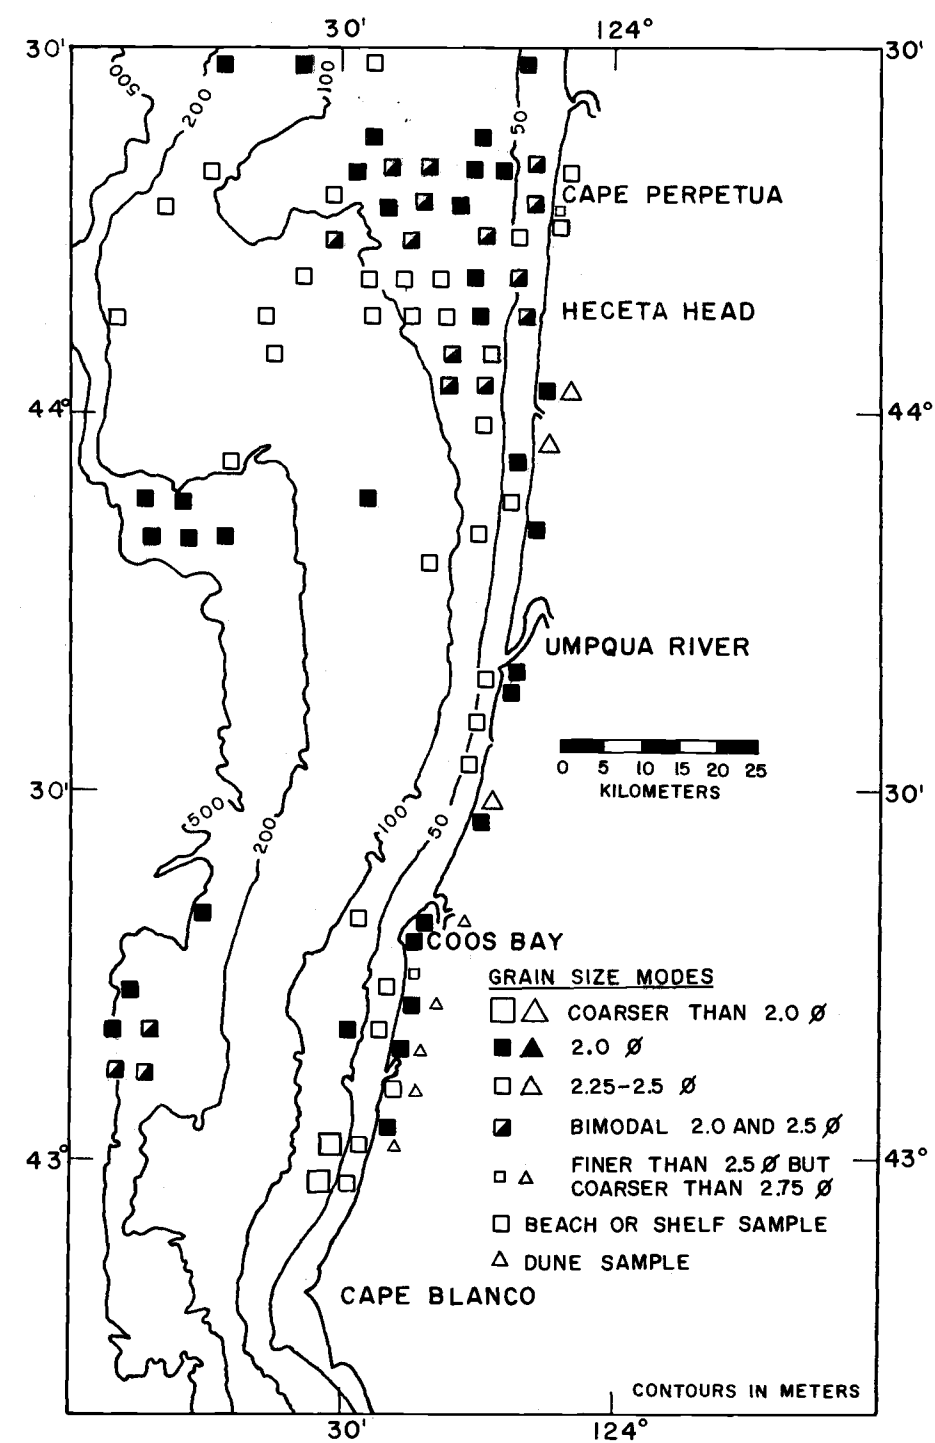 30' 124°
30' 30'
500 200 100 50
CAPE PERPETUA
HECETA HEAD
44° 44°
UMPQUA RIVER
0 5 10 15 20 25
KILOMETERS
30' 30'
500 200 100 50
COOS BAY
GRAIN SIZE MODES
COARSER THAN 2.0 Ø
2.0 Ø
2.25-2.5 Ø
BIMODAL 2.0 AND 2.5 Ø
FINER THAN 2.5 Ø BUT
COARSER THAN 2.75 Ø
43° 43°
BEACH OR SHELF SAMPLE
DUNE SAMPLE
CAPE BLANCO
CONTOURS IN METERS
30' 124°